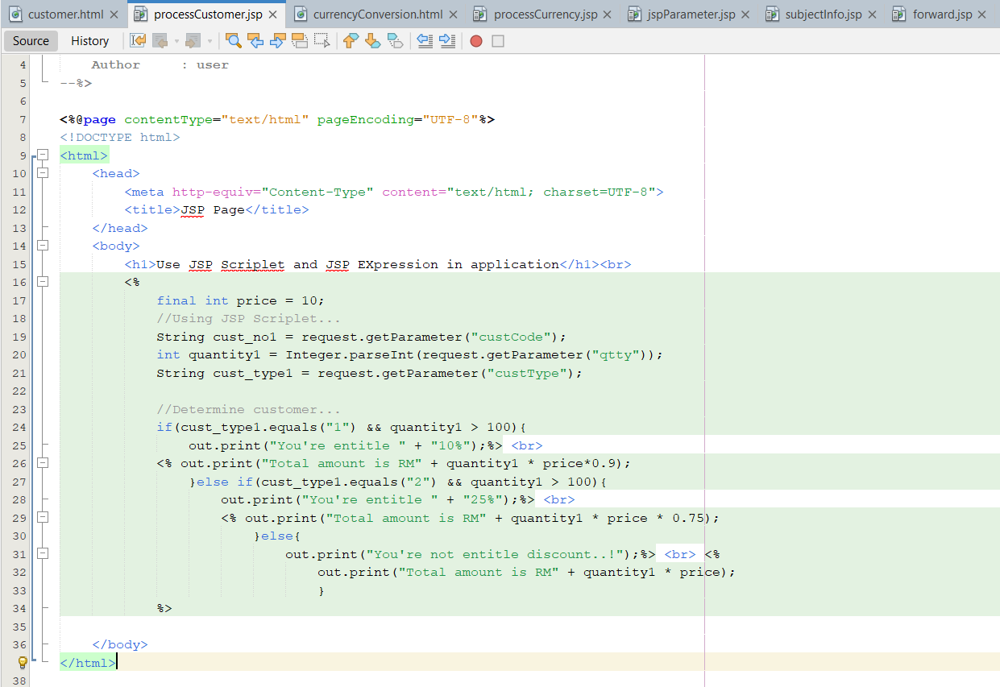 customer.html processCustomer.jsp currencyConversion.html processCurrency.jsp jspParameter.jsp subjectInfo.jsp forward.jsp
Source History
4 Author : user
5 --%>
6
7 <%@page contentType="text/html" pageEncoding="UTF-8"%>
8 <!DOCTYPE html>
9 <html>
10 <head>
11 <meta http-equiv="Content-Type" content="text/html; charset=UTF-8">
12 <title>JSP Page</title>
13 </head>
14 <body>
15 <h1>Use JSP Scriplet and JSP EXpression in application</h1><br>
16 <%
17 final int price = 10;
18 //Using JSP Scriplet...
19 String cust_no1 = request.getParameter("custCode");
20 int quantity1 = Integer.parseInt(request.getParameter("qtty"));
21 String cust_type1 = request.getParameter("custType");
22
23 //Determine customer...
24 if(cust_type1.equals("1") && quantity1 > 100){
25 out.print("You're entitle " + "10%");%> <br>
26 <% out.print("Total amount is RM" + quantity1 * price*0.9);
27 }else if(cust_type1.equals("2") && quantity1 > 100){
28 out.print("You're entitle " + "25%");%> <br>
29 <% out.print("Total amount is RM" + quantity1 * price * 0.75);
30 }else{
31 out.print("You're not entitle discount..!");%> <br> <%
32 out.print("Total amount is RM" + quantity1 * price);
33 }
34 %>
35
36 </body>
</html>
38